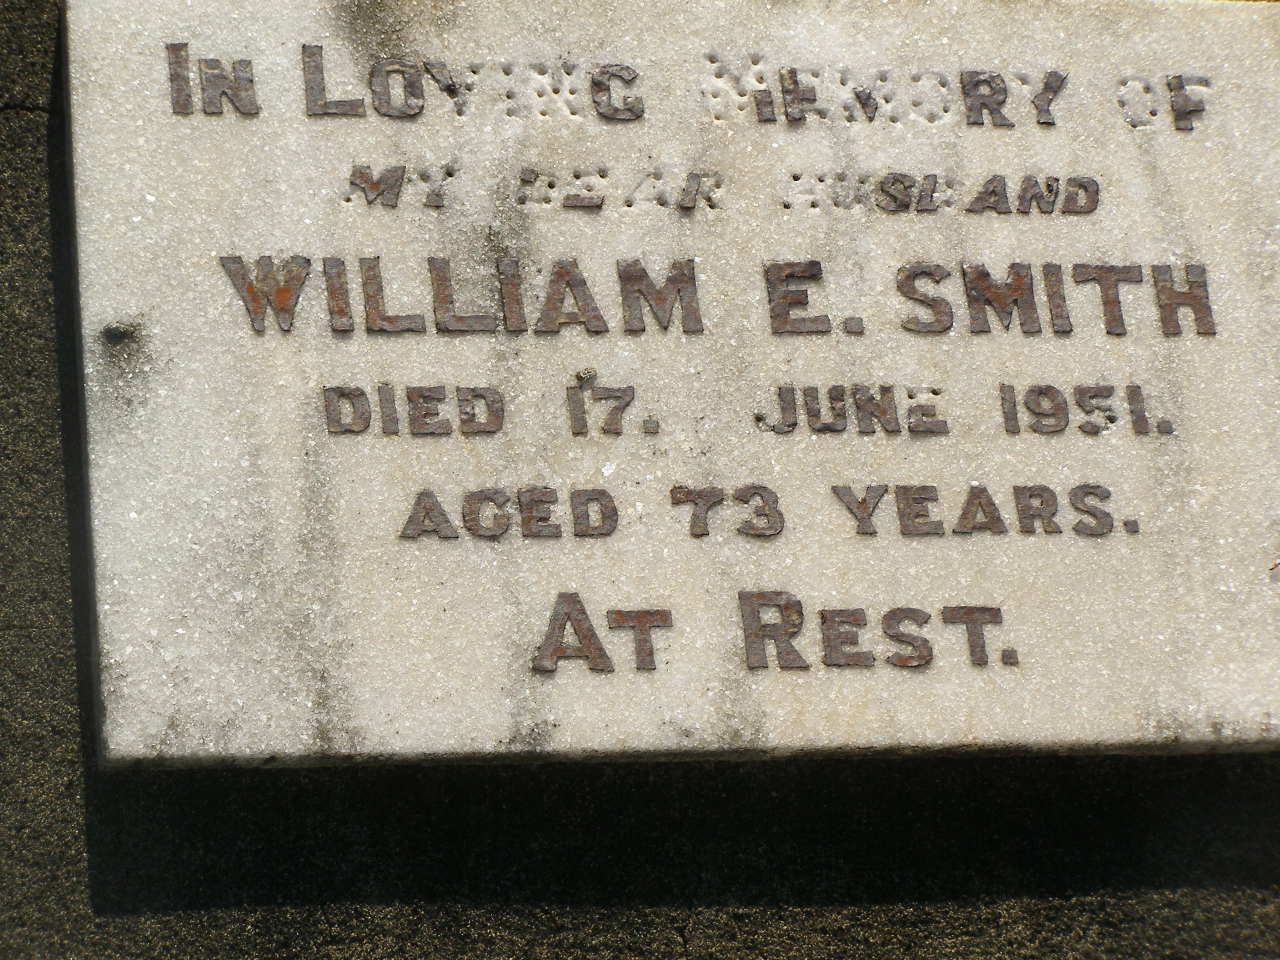 IN LOVING MEMORY OF
MY DEAR HUSBAND
WILLIAM E. SMITH
DIED 17. JUNE 1951.
AGED 73 YEARS.
AT REST.